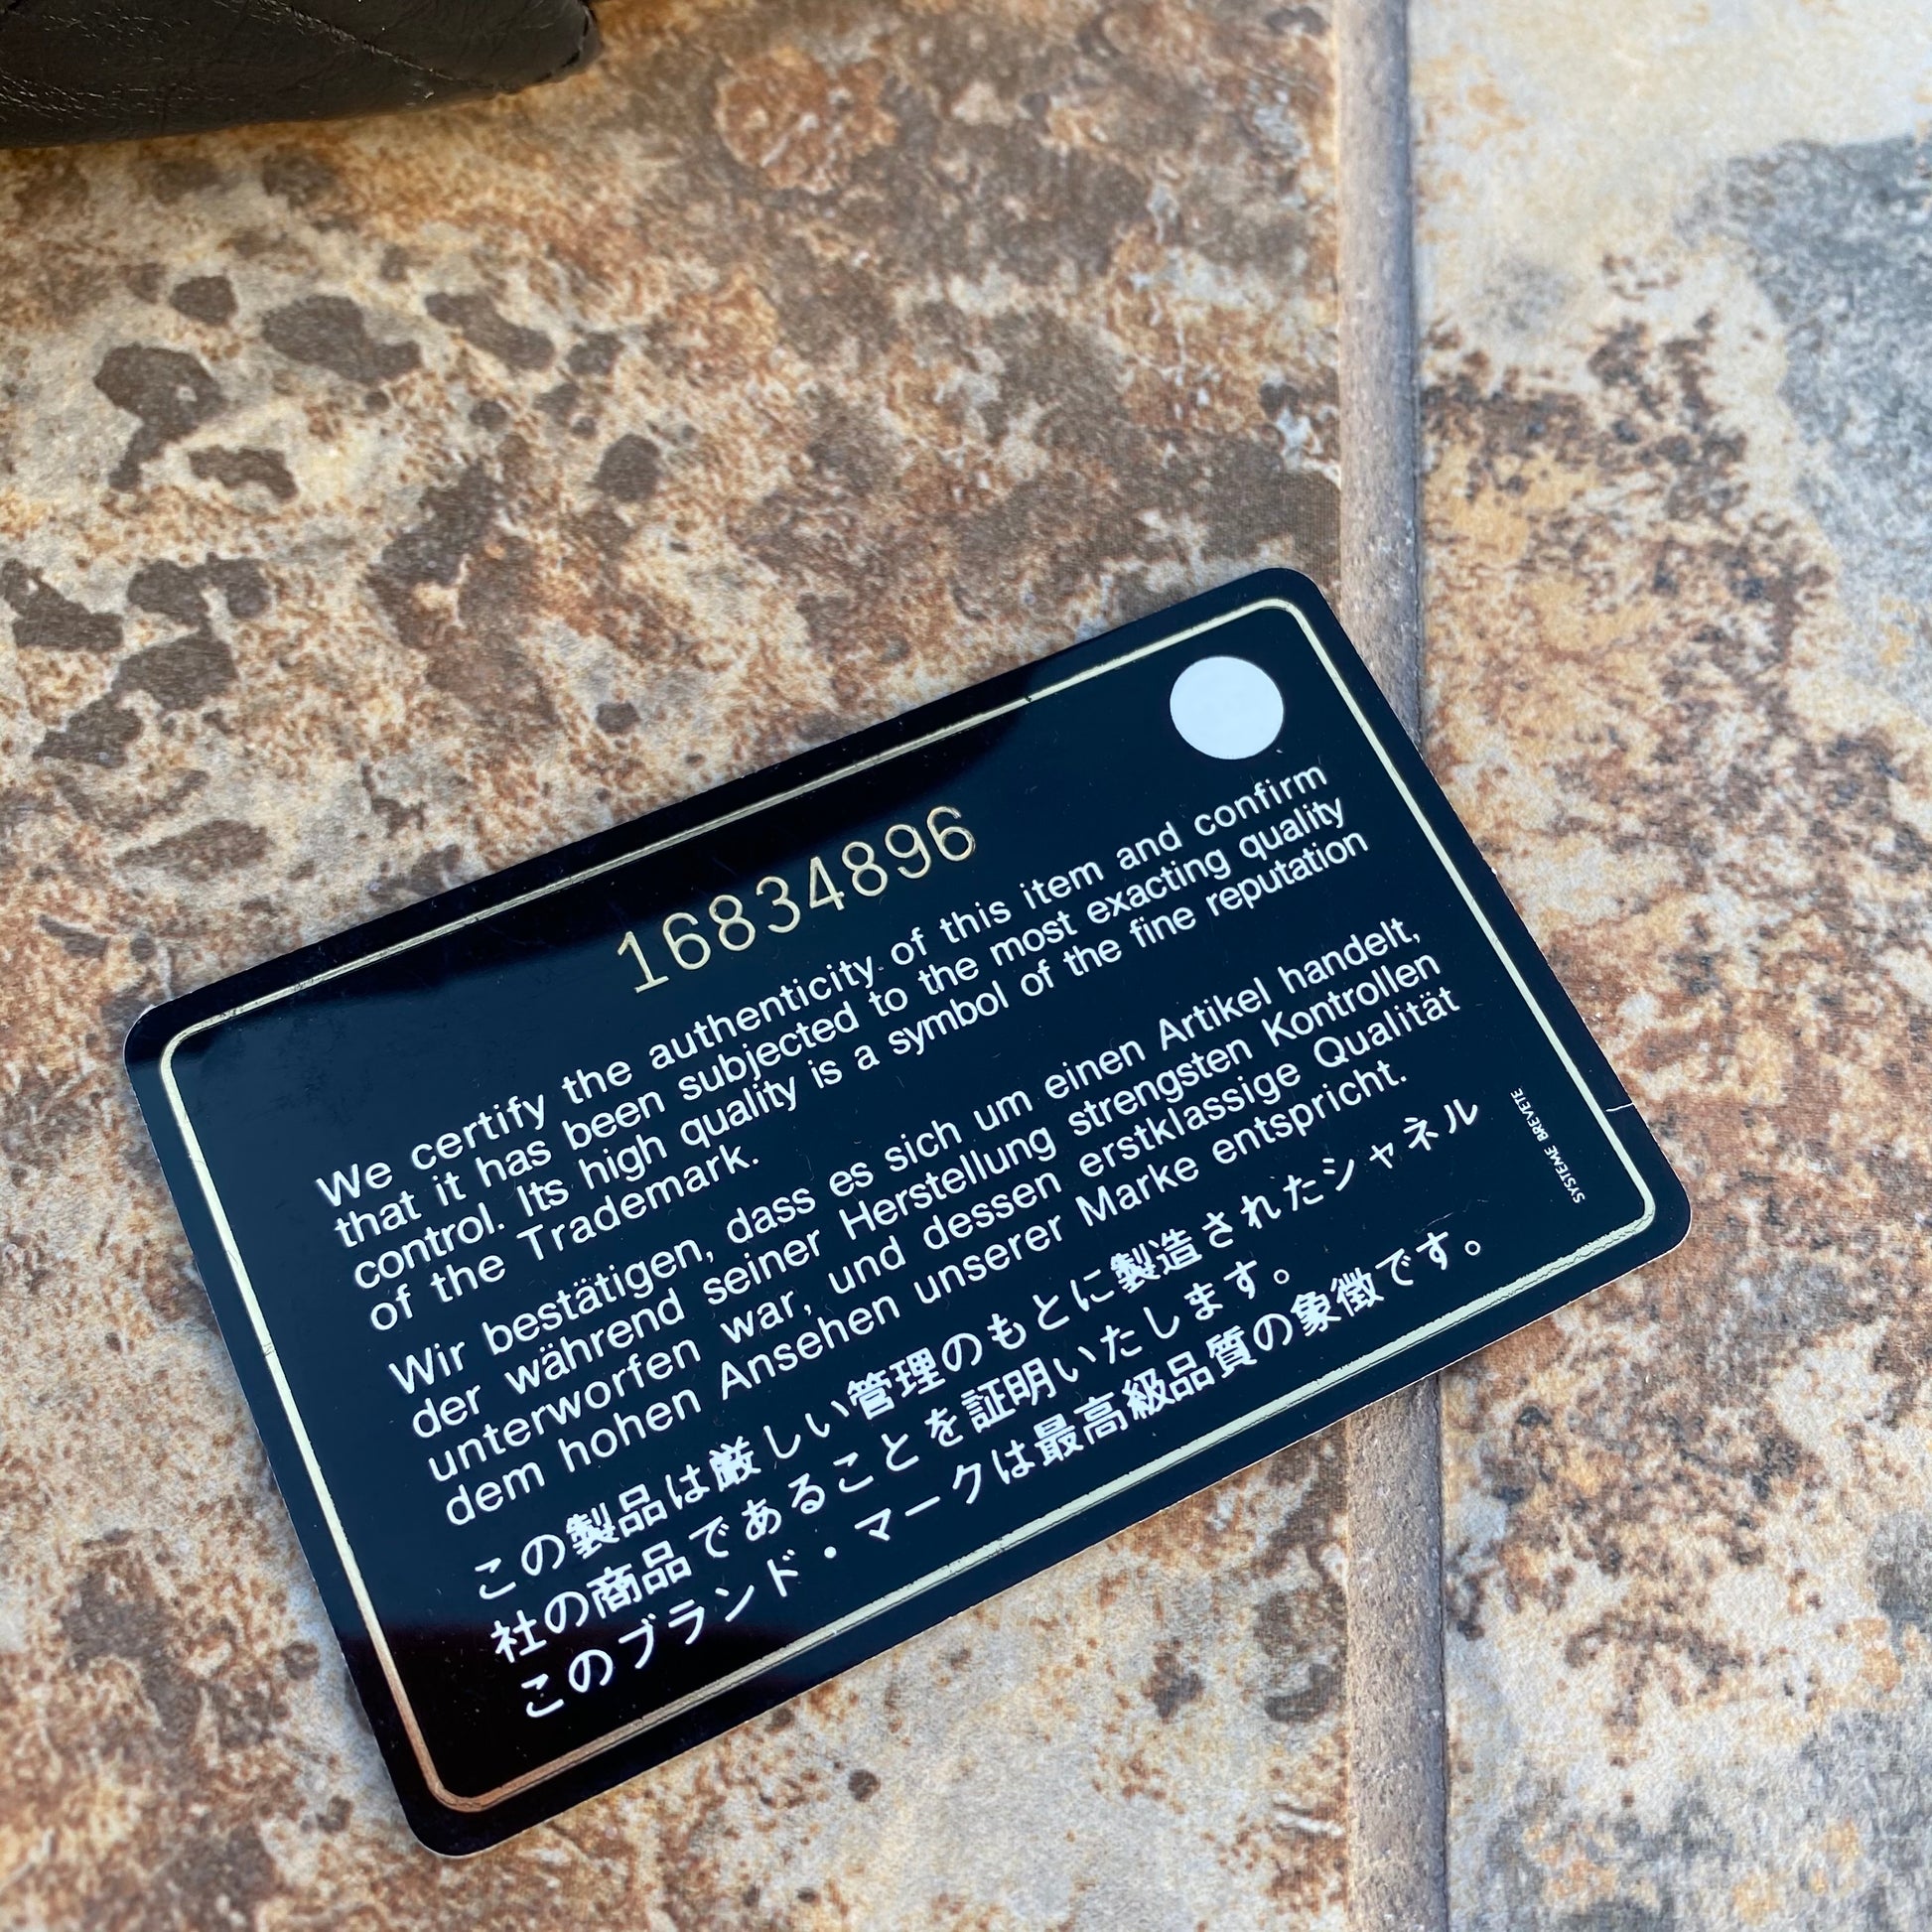 16834896
We certify the authenticity of this item and confirm
that it has been subjected to the most exacting quality
control. Its high quality is a symbol of the fine reputation
of the Trademark.
Wir bestätigen, dass es sich um einen Artikel handelt,
der während seiner Herstellung strengsten Kontrollen
unterworfen war, und dessen erstklassige Qualität
dem hohen Ansehen unserer Marke entspricht.
この製品は厳しい管理のもとに製造されたシャネル
社の商品であることを証明いたします。
このブランド・マークは最高級品質の象徴です。
SYSTEME BREVETE